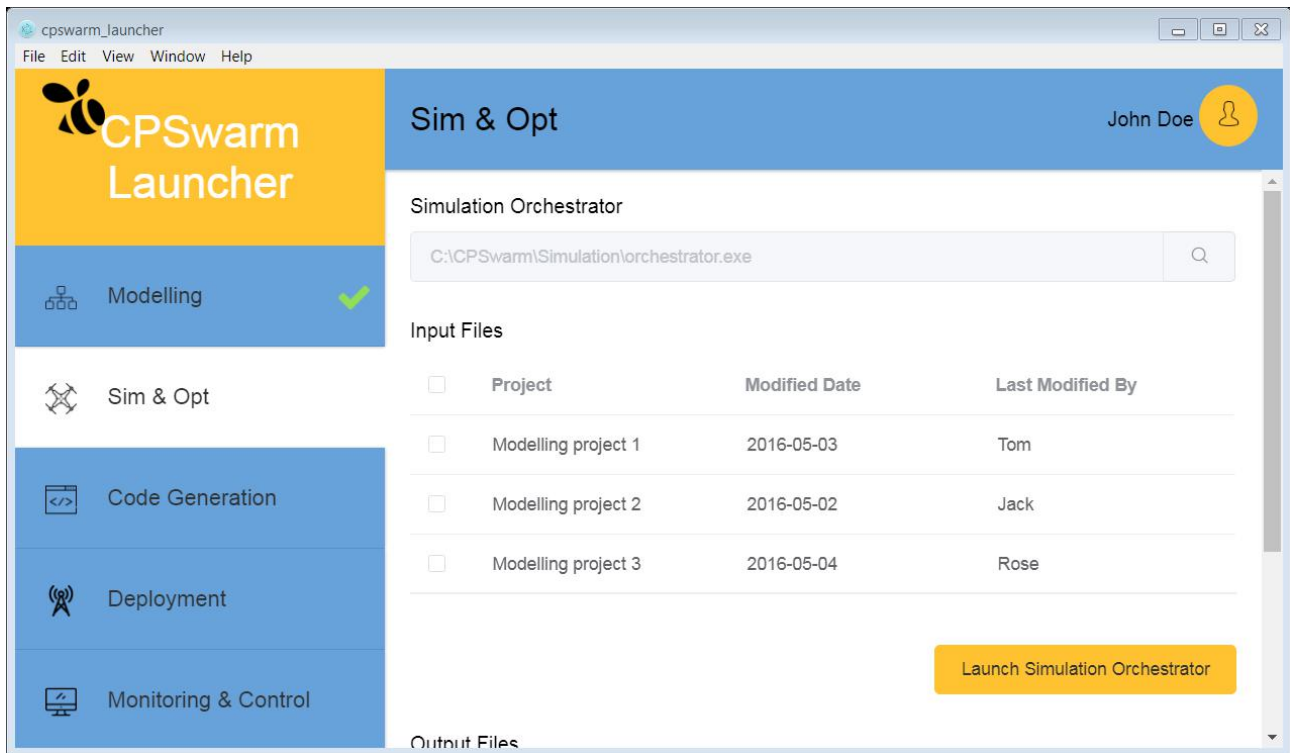 cpswarm_launcher
File Edit View Window Help
CPSwarm
Launcher
Sim & Opt
John Doe
Modelling
Sim & Opt
Code Generation
Deployment
Monitoring & Control
Simulation Orchestrator
C:\CPSwarm\Simulation\orchestrator.exe
Input Files
Project Modified Date Last Modified By
Modelling project 1 2016-05-03 Tom
Modelling project 2 2016-05-02 Jack
Modelling project 3 2016-05-04 Rose
Launch Simulation Orchestrator
Output Files